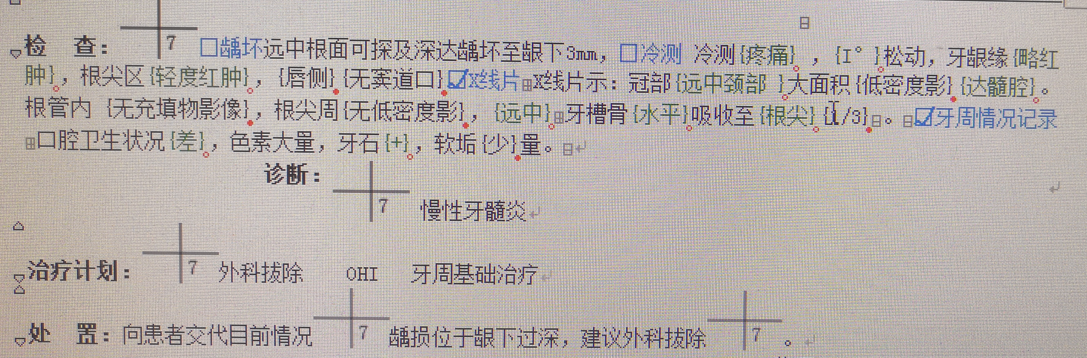 检 查： 7 □龋坏远中根面可探及深达龋坏至龈下3mm，□冷测 冷测{疼痛}，{I°}松动，牙龈缘{略红
肿}，根尖区{轻度红肿}，{唇侧}{无窦道口}☑X线片X线片示：冠部{远中颈部 }大面积{低密度影}{达髓腔}。
根管内 {无充填物影像}，根尖周{无低密度影}，{远中}牙槽骨{水平}吸收至{根尖}{1/3}。☑牙周情况记录
口腔卫生状况{差}，色素大量，牙石{+}，软垢{少}量。
诊断： 7 慢性牙髓炎
治疗计划： 7 外科拔除 OHI 牙周基础治疗
处 置：向患者交代目前情况 7 龋损位于龈下过深，建议外科拔除 7 。